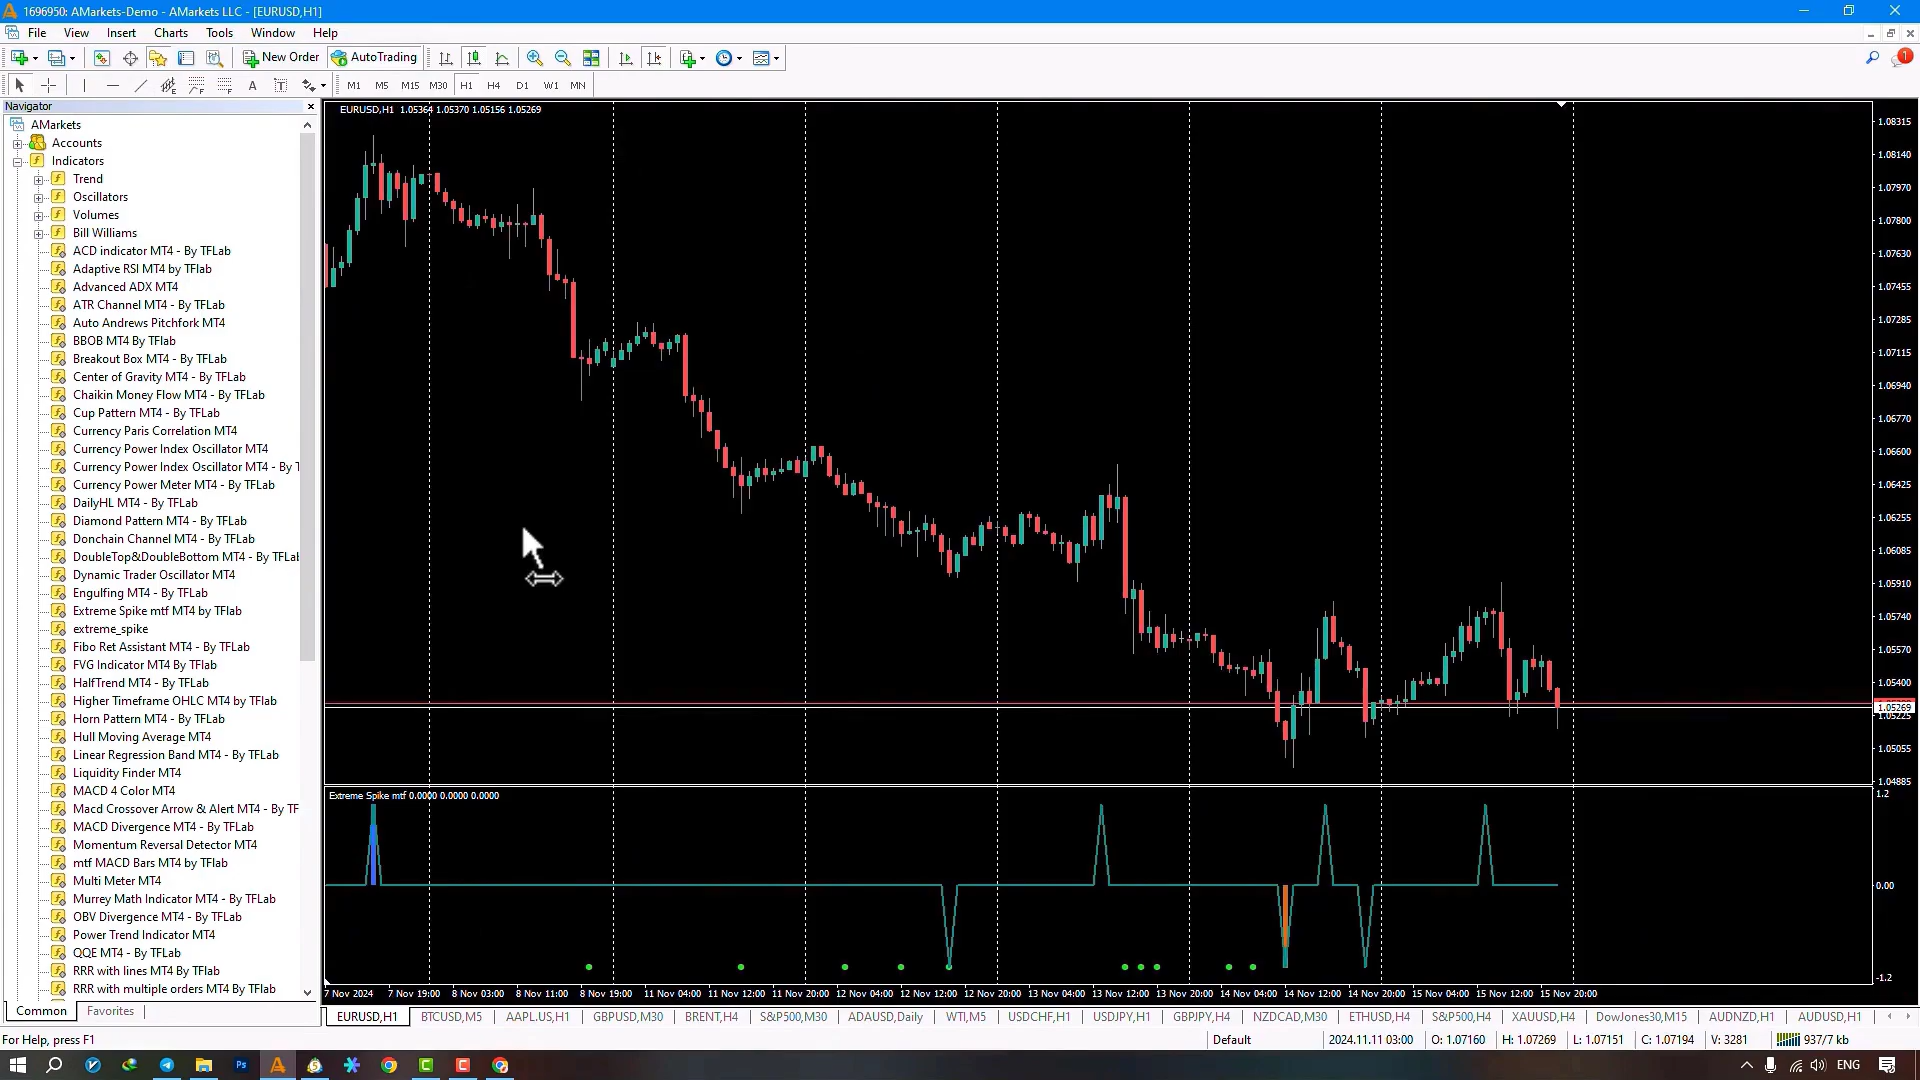 1696950: AMarkets-Demo - AMarkets LLC - [EURUSD,H1]
File View Insert Charts Tools Window Help
New Order AutoTrading
1
A T M1 M5 M15 M30 H1 H4 D1 W1 MN
Navigator
AMarkets
Accounts
Indicators
Trend
Oscillators
Volumes
Bill Williams
ACD indicator MT4 - By TFLab
Adaptive RSI MT4 by TFlab
Advanced ADX MT4
ATR Channel MT4 - By TFLab
Auto Andrews Pitchfork MT4
BBOB MT4 By TFlab
Breakout Box MT4 - By TFLab
Center of Gravity MT4 - By TFLab
Chaikin Money Flow MT4 - By TFLab
Cup Pattern MT4 - By TFLab
Currency Paris Correlation MT4
Currency Power Index Oscillator MT4
Currency Power Index Oscillator MT4 - By T
Currency Power Meter MT4 - By TFLab
DailyHL MT4 - By TFLab
Diamond Pattern MT4 - By TFLab
Donchain Channel MT4 - By TFLab
DoubleTop&DoubleBottom MT4 - By TFLab
Dynamic Trader Oscillator MT4
Engulfing MT4 - By TFLab
Extreme Spike mtf MT4 by TFlab
extreme_spike
Fibo Ret Assistant MT4 - By TFLab
FVG Indicator MT4 By TFLab
HalfTrend MT4 - By TFLab
Higher Timeframe OHLC MT4 by TFlab
Horn Pattern MT4 - By TFLab
Hull Moving Average MT4
Linear Regression Band MT4 - By TFLab
Liquidity Finder MT4
MACD 4 Color MT4
Macd Crossover Arrow & Alert MT4 - By TF
MACD Divergence MT4 - By TFLab
Momentum Reversal Detector MT4
mtf MACD Bars MT4 by TFlab
Multi Meter MT4
Murrey Math Indicator MT4 - By TFLab
OBV Divergence MT4 - By TFLab
Power Trend Indicator MT4
QQE MT4 - By TFLab
RRR with lines MT4 By TFlab
RRR with multiple orders MT4 By TFlab
Common Favorites
EURUSD,H1 1.05364 1.05370 1.05156 1.05269
1.08315
1.08140
1.07970
1.07800
1.07630
1.07455
1.07285
1.07115
1.06940
1.06770
1.06600
1.06425
1.06255
1.06085
1.05910
1.05740
1.05570
1.05400
1.05269
1.05225
1.05055
1.04885
Extreme Spike mtf 0.0000 0.0000 0.0000
1.2
0.00
-1.2
7 Nov 2024 7 Nov 19:00 8 Nov 03:00 8 Nov 11:00 8 Nov 19:00 11 Nov 04:00 11 Nov 12:00 11 Nov 20:00 12 Nov 04:00 12 Nov 12:00 12 Nov 20:00 13 Nov 04:00 13 Nov 12:00 13 Nov 20:00 14 Nov 04:00 14 Nov 12:00 14 Nov 20:00 15 Nov 04:00 15 Nov 12:00 15 Nov 20:00
EURUSD,H1 BTCUSD,M5 AAPL.US,H1 GBPUSD,M30 BRENT,H4 S&P500,M30 ADAUSD,Daily WTI,M5 USDCHF,H1 USDJPY,H1 GBPJPY,H4 NZDCAD,M30 ETHUSD,H4 S&P500,H4 XAUUSD,H4 DowJones30,M15 AUDNZD,H1 AUDUSD,H1
For Help, press F1 Default 2024.11.11 03:00 O: 1.07160 H: 1.07269 L: 1.07151 C: 1.07194 V: 3281 937/7 kb
Ps C C ENG